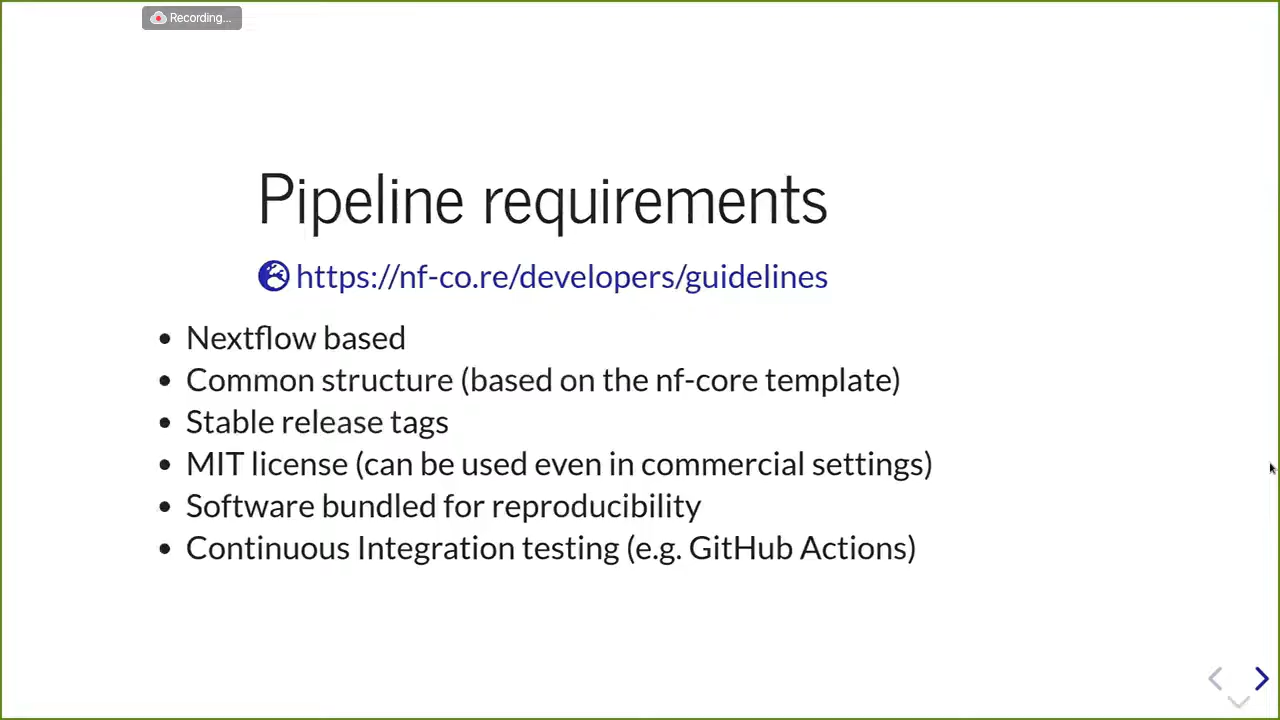 Recording...
Pipeline requirements
https://nf-co.re/developers/guidelines
• Nextflow based
• Common structure (based on the nf-core template)
• Stable release tags
• MIT license (can be used even in commercial settings)
• Software bundled for reproducibility
• Continuous Integration testing (e.g. GitHub Actions)